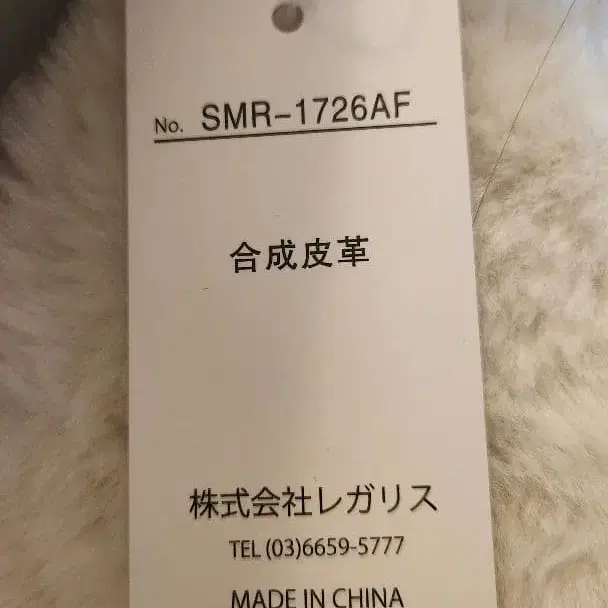 No. SMR-1726AF
合成皮革
株式会社レガリス
TEL (03)6659-5777
MADE IN CHINA